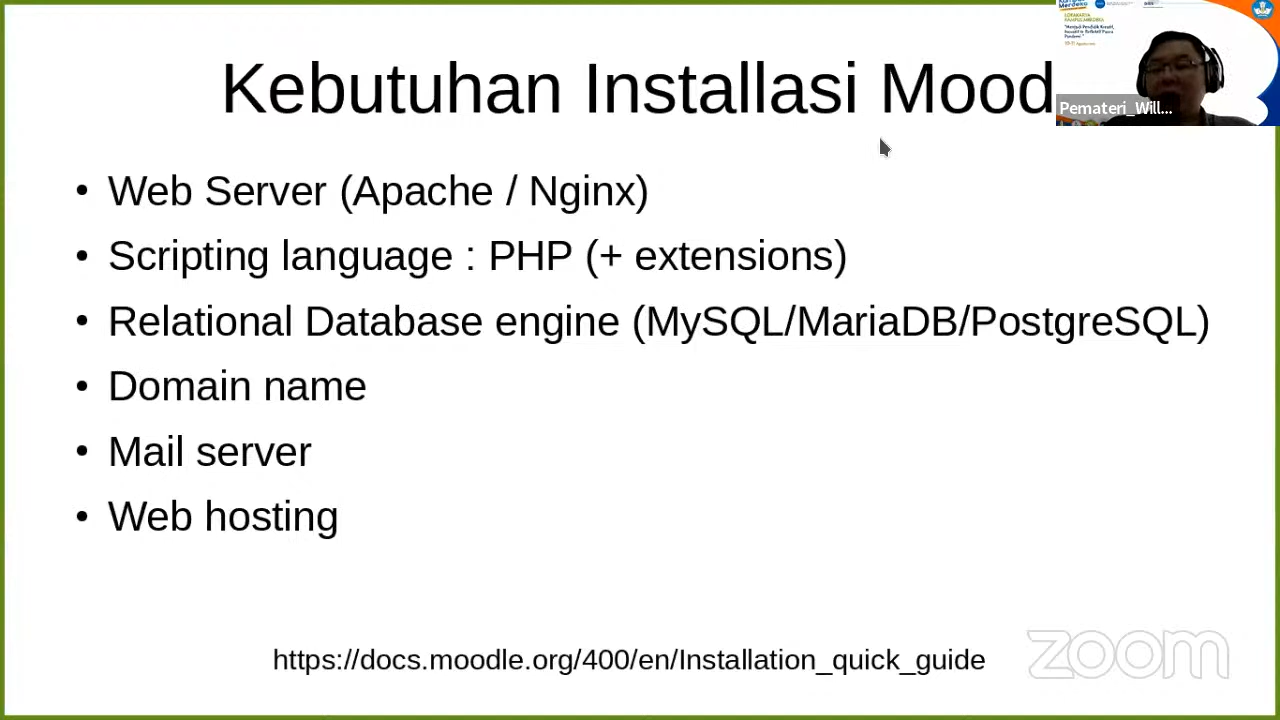 Kebutuhan Installasi Mood
Pemateri_Will...
• Web Server (Apache / Nginx)
• Scripting language : PHP (+ extensions)
• Relational Database engine (MySQL/MariaDB/PostgreSQL)
• Domain name
• Mail server
• Web hosting
https://docs.moodle.org/400/en/Installation_quick_guide
zoom